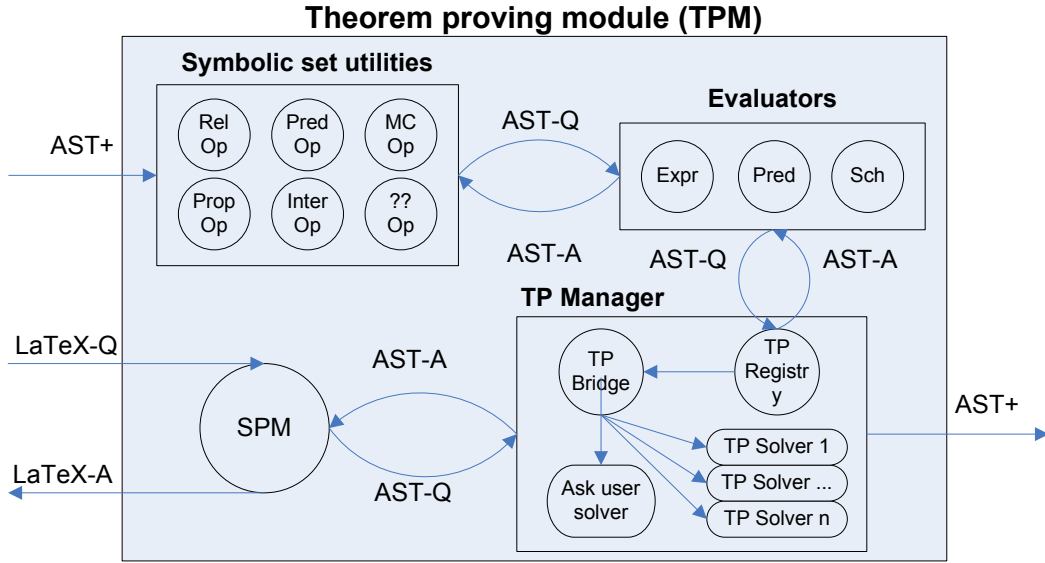 Theorem proving module (TPM)
Symbolic set utilities
Rel
Op
Pred
Op
MC
Op
Prop
Op
Inter
Op
??
Op
AST+
AST-Q
AST-A
Evaluators
Expr
Pred
Sch
AST-Q
AST-A
TP Manager
TP
Bridge
TP
Registr
y
TP Solver 1
TP Solver ...
TP Solver n
Ask user
solver
LaTeX-Q
SPM
LaTeX-A
AST-A
AST-Q
AST+